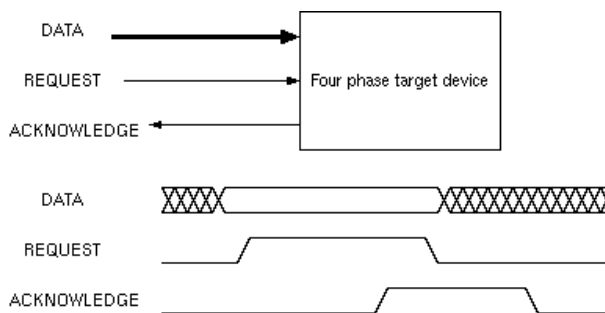 DATA
REQUEST
Four phase target device
ACKNOWLEDGE
DATA
REQUEST
ACKNOWLEDGE